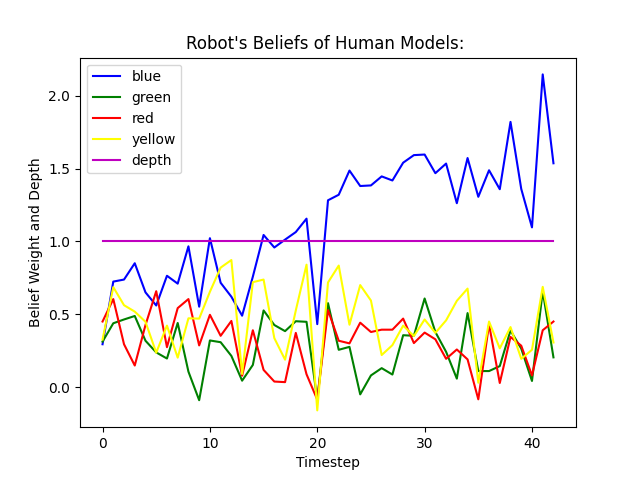 Robot's Beliefs of Human Models:
blue
green
red
yellow
depth
Belief Weight and Depth
2.0
1.5
1.0
0.5
0.0
0 10 20 30 40
Timestep